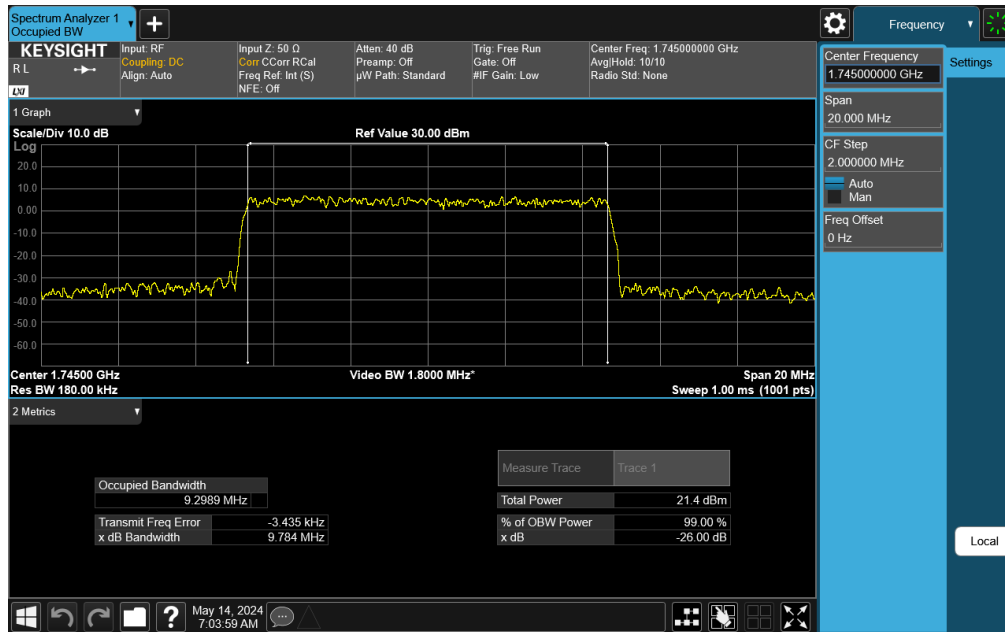 Spectrum Analyzer 1
Occupied BW
Frequency
KEYSIGHT
R L
LXI
Input: RF
Coupling: DC
Align: Auto
Input Z: 50 Ω
Corr CCorr RCal
Freq Ref: Int (S)
NFE: Off
Atten: 40 dB
Preamp: Off
µW Path: Standard
Trig: Free Run
Gate: Off
#IF Gain: Low
Center Freq: 1.745000000 GHz
Avg|Hold: 10/10
Radio Std: None
Center Frequency
1.745000000 GHz
Settings
Span
20.000 MHz
CF Step
2.000000 MHz
Auto
Man
Freq Offset
0 Hz
1 Graph
Scale/Div 10.0 dB
Ref Value 30.00 dBm
Log
20.0
10.0
0.00
-10.0
-20.0
-30.0
-40.0
-50.0
-60.0
Center 1.74500 GHz
Video BW 1.8000 MHz*
Span 20 MHz
Res BW 180.00 kHz
Sweep 1.00 ms (1001 pts)
2 Metrics
Measure Trace
Trace 1
Occupied Bandwidth
9.2989 MHz
Total Power
21.4 dBm
Transmit Freq Error
-3.435 kHz
% of OBW Power
99.00 %
x dB Bandwidth
9.784 MHz
x dB
-26.00 dB
Local
May 14, 2024
7:03:59 AM